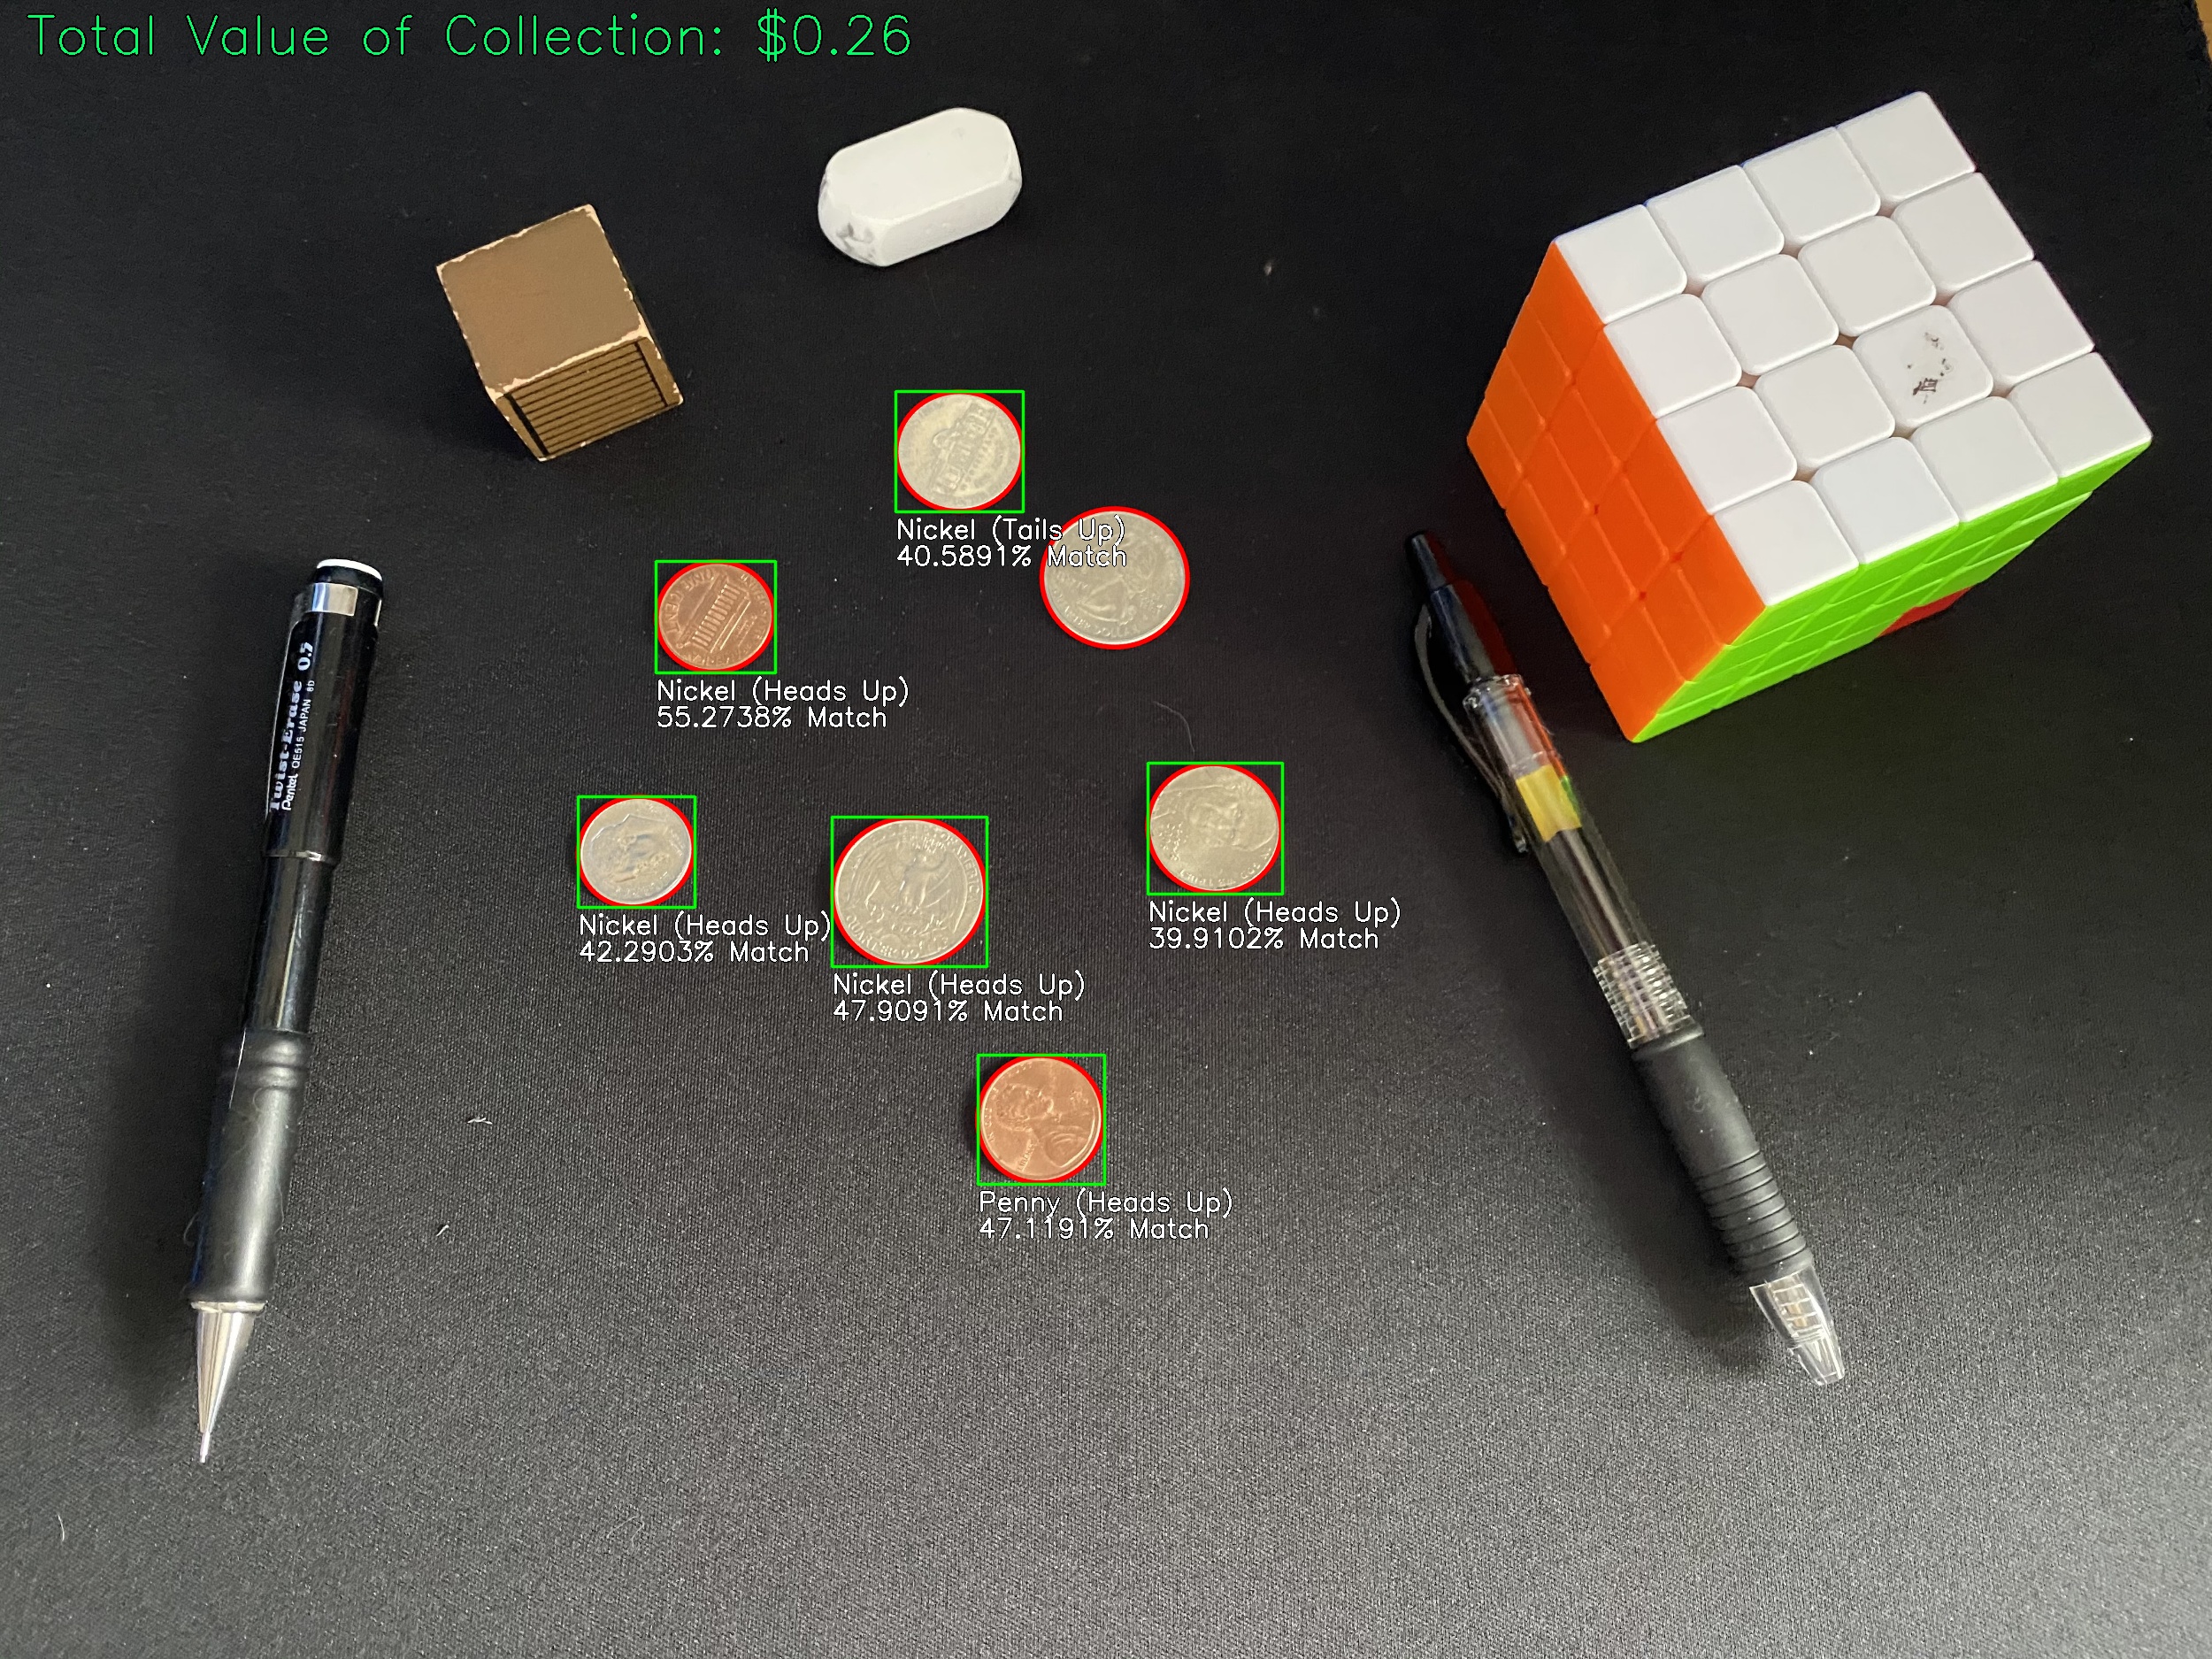 Total Value of Collection: $0.26
Nickel (Tails Up)
40.5891% Match
Nickel (Heads Up)
55.2738% Match
Nickel (Heads Up)
42.2903% Match
Nickel (Heads Up)
47.9091% Match
Nickel (Heads Up)
39.9102% Match
Penny (Heads Up)
47.1191% Match
Twist-Erase 0.7
Pentel QE515 JAPAN